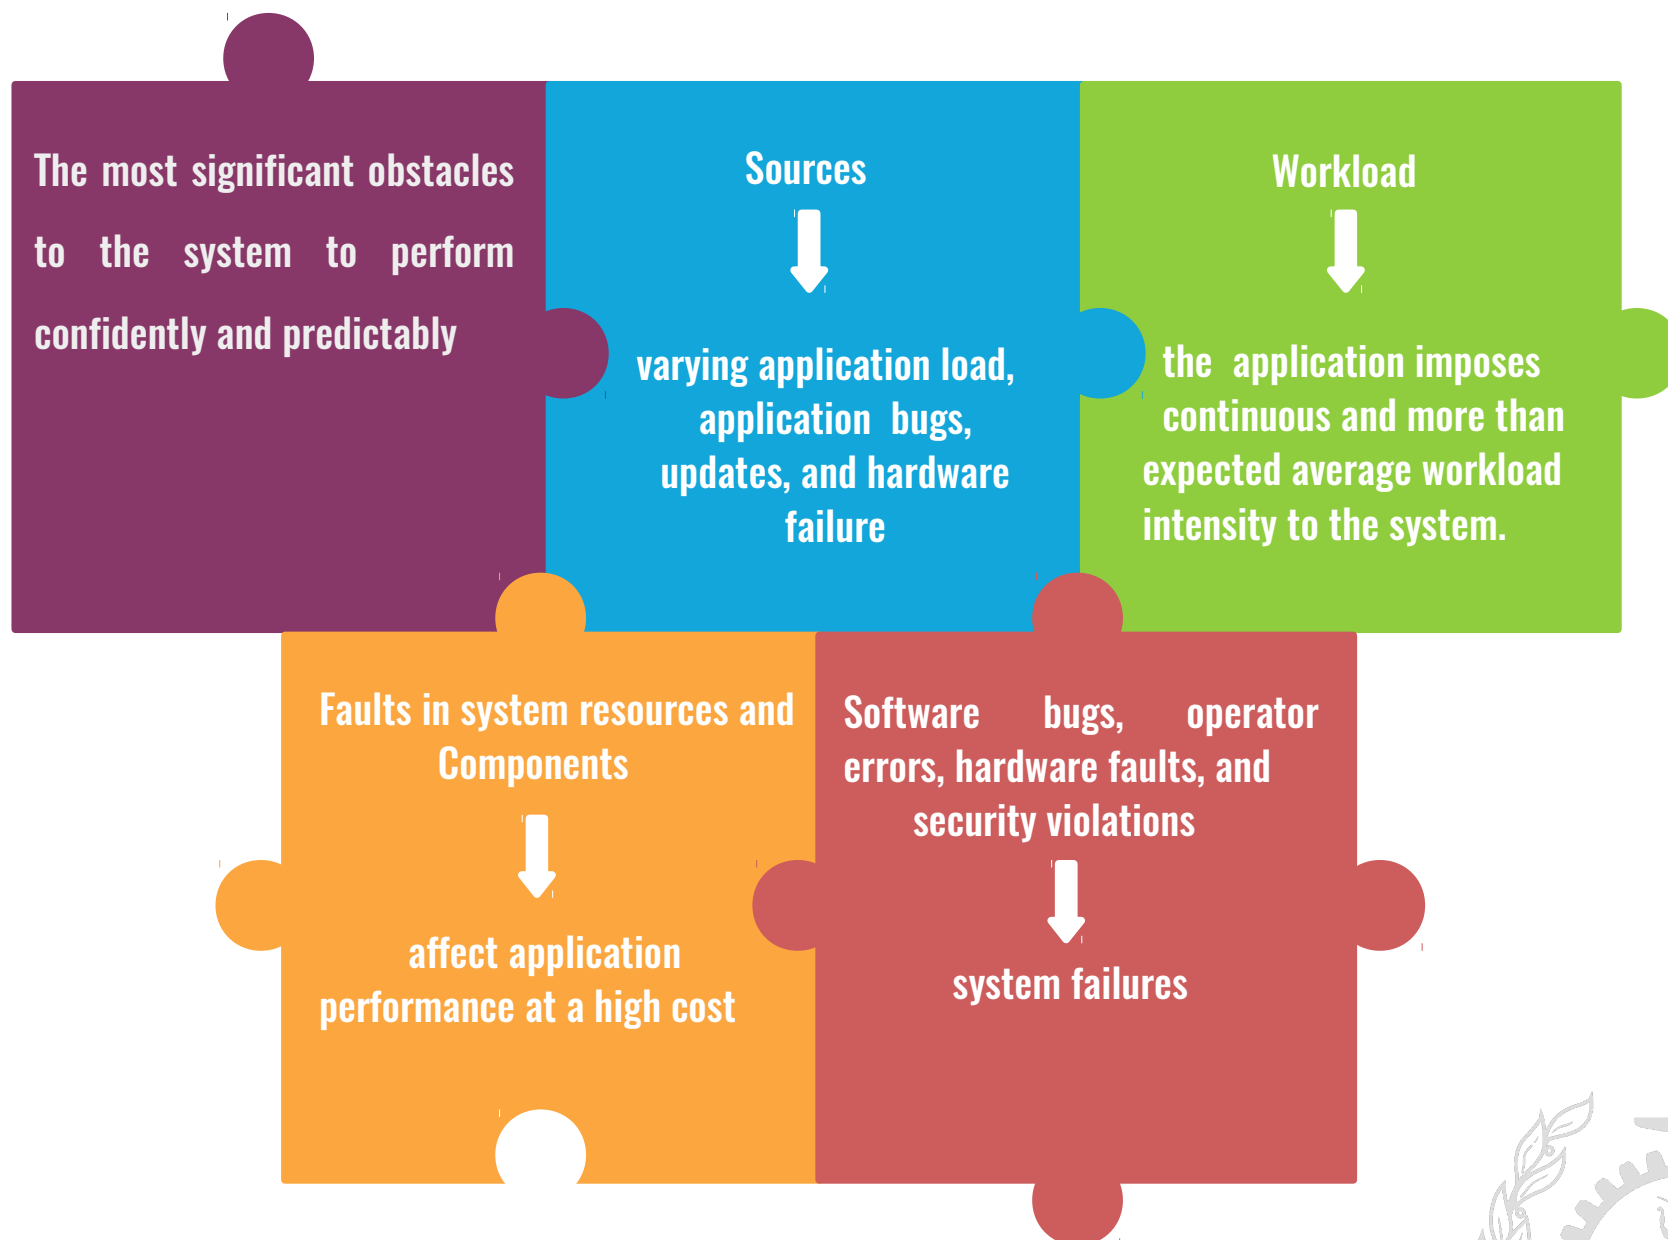 The most significant obstacles
to the system to perform
confidently and predictably
Sources
varying application load,
application bugs,
updates, and hardware
failure
Workload
the application imposes
continuous and more than
expected average workload
intensity to the system.
Faults in system resources and
Components
affect application
performance at a high cost
Software bugs, operator
errors, hardware faults, and
security violations
system failures